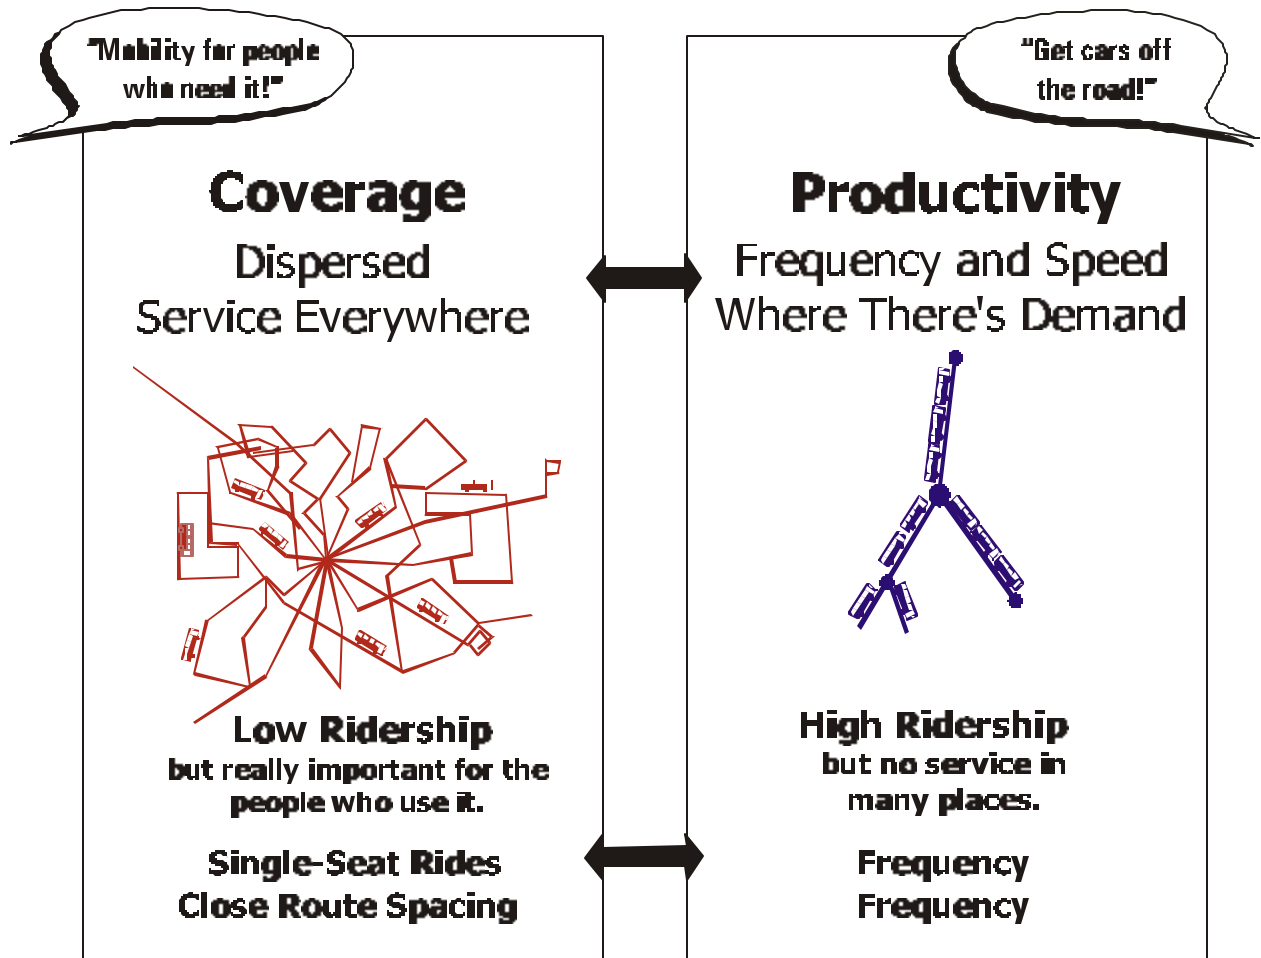 "Mobility for people
who need it!"
Coverage
Dispersed
Service Everywhere
Low Ridership
but really important for the
people who use it.
Single-Seat Rides
Close Route Spacing
"Get cars off
the road!"
Productivity
Frequency and Speed
Where There's Demand
High Ridership
but no service in
many places.
Frequency
Frequency